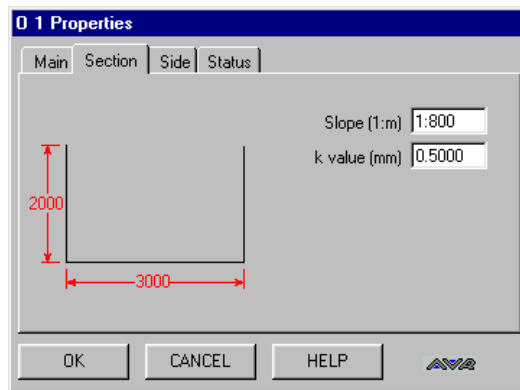 O 1 Properties
Main Section Side Status
Slope (1:m) 1:800
k value (mm) 0.5000
2000
3000
OK CANCEL HELP